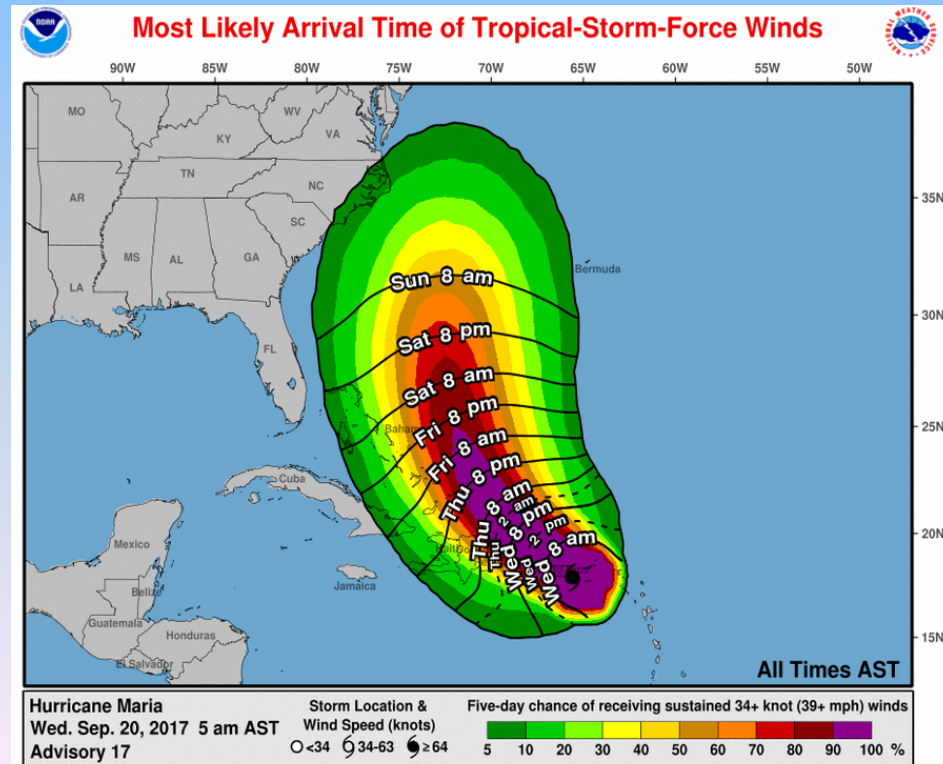 NOAA
NATIONAL WEATHER SERVICE
Most Likely Arrival Time of Tropical-Storm-Force Winds
90W 85W 80W 75W 70W 65W 60W 55W 50W
MO
KY
WV
VA
TN
NC
AR
SC
MS
AL
GA
LA
FL
35N
Bermuda
Sun 8 am
30N
Sat 8 pm
Sat 8 am
Fri 8 pm
25N
Baham
Fri 8 am
Thu 8 pm
Thu 8 am
Thu 2 am
Wed 8 pm
Wed 2 pm
Wed 8 am
20N
Cuba
Haiti
Mexico
Jamaica
Belize
Guatemala
Honduras
El Salvador
15N
All Times AST
Hurricane Maria
Wed. Sep. 20, 2017 5 am AST
Advisory 17
Storm Location &
Wind Speed (knots)
<34 34-63 ≥ 64
Five-day chance of receiving sustained 34+ knot (39+ mph) winds
5 10 20 30 40 50 60 70 80 90 100 %